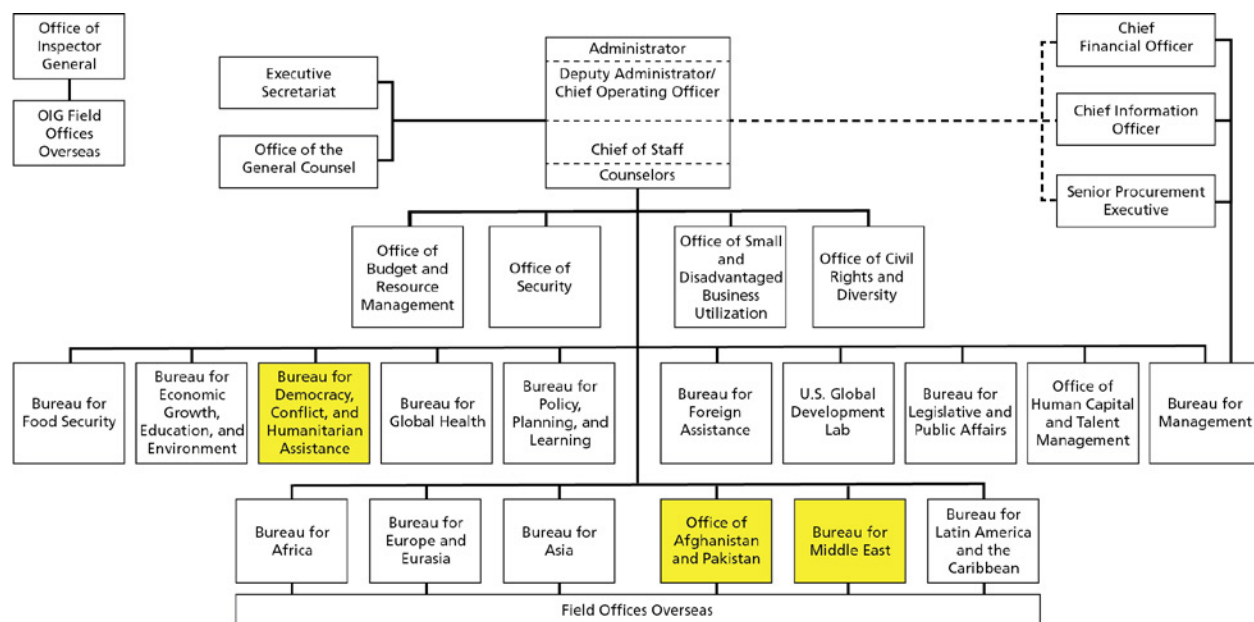 Office of
Inspector
General
OIG Field
Offices
Overseas
Executive
Secretariat
Office of the
General Counsel
Administrator
Deputy Administrator/
Chief Operating Officer
Chief of Staff
Counselors
Chief
Financial Officer
Chief Information
Officer
Senior Procurement
Executive
Office of
Budget and
Resource
Management
Office of
Security
Office of Small
and
Disadvantaged
Business
Utilization
Office of Civil
Rights and
Diversity
Bureau for
Food Security
Bureau for
Economic
Growth,
Education, and
Environment
Bureau for
Democracy,
Conflict, and
Humanitarian
Assistance
Bureau for
Global Health
Bureau for
Policy,
Planning, and
Learning
Bureau for
Foreign
Assistance
U.S. Global
Development
Lab
Bureau for
Legislative and
Public Affairs
Office of
Human Capital
and Talent
Management
Bureau for
Management
Bureau for
Africa
Bureau for
Europe and
Eurasia
Bureau for
Asia
Office of
Afghanistan
and Pakistan
Bureau for
Middle East
Bureau for
Latin America
and the
Caribbean
Field Offices Overseas